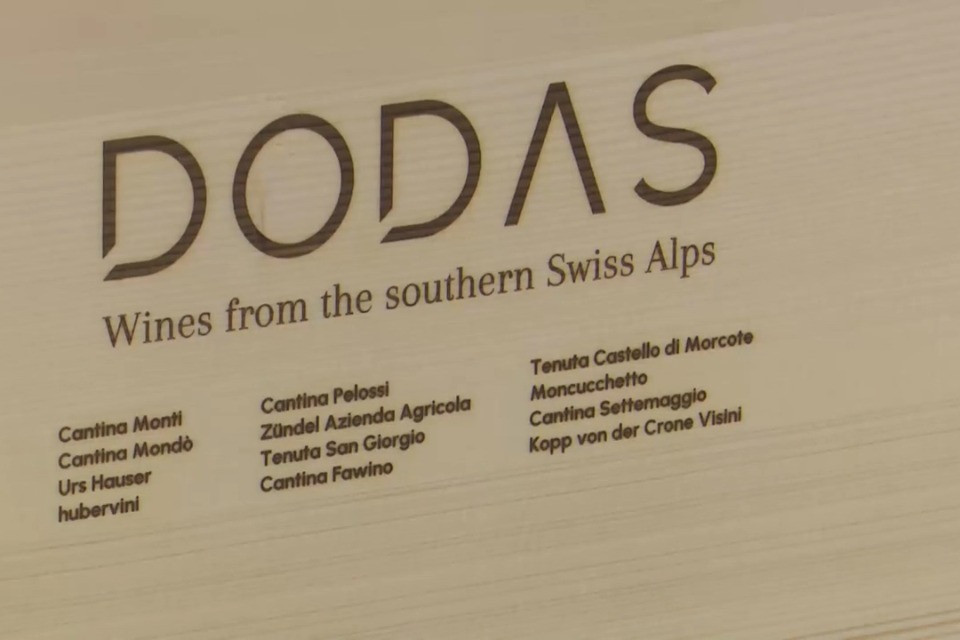 DODAS
Wines from the southern Swiss Alps
Cantina Monti
Cantina Mondò
Urs Hauser
hubervini
Cantina Pelossi
Zündel Azienda Agricola
Tenuta San Giorgio
Cantina Fawino
Tenuta Castello di Morcote
Moncucchetto
Cantina Settemaggio
Kopp von der Crone Visini